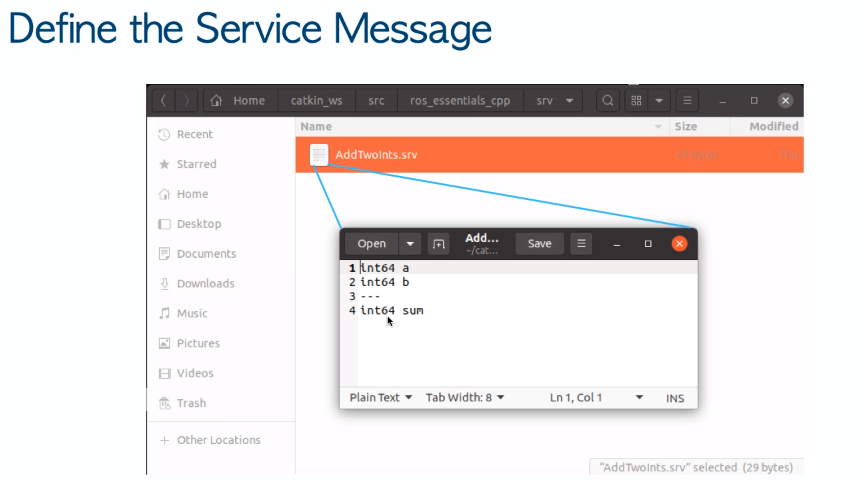 Define the Service Message
Home catkin_ws src ros_essentials_cpp srv
Name Size Modified
Recent
AddTwoInts.srv
Starred
Home
Desktop
Documents
Downloads
Music
Pictures
Videos
Trash
+ Other Locations
Open Add... Save
~/cat...
1 int64 a
2 int64 b
3 ---
4 int64 sum
Plain Text Tab Width: 8 Ln 1, Col 1 INS
"AddTwoInts.srv" selected (29 bytes)